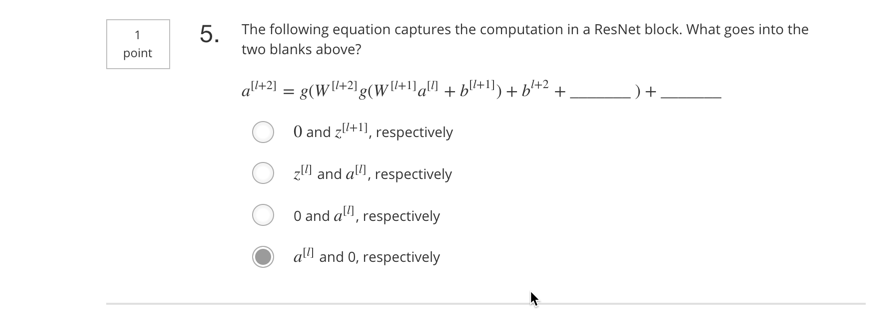 1
point
5.
The following equation captures the computation in a ResNet block. What goes into the
two blanks above?
a[l+2] = g(W[l+2]g(W[l+1]a[l] + b[l+1]) + bl+2 + _______ ) + _______
0 and z[l+1], respectively
z[l] and a[l], respectively
0 and a[l], respectively
a[l] and 0, respectively